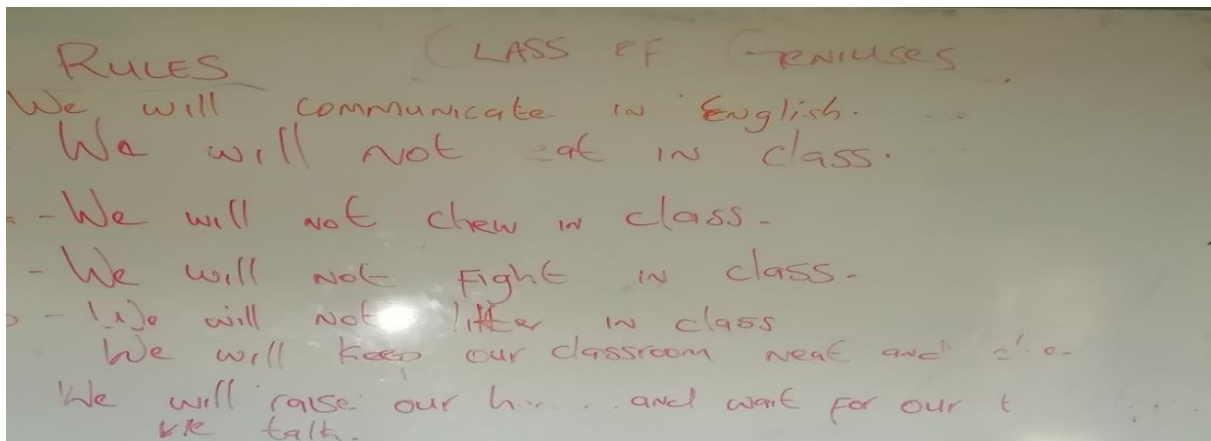 RULES CLASS OF GENIUSES
We will communicate in English.
We will not eat in class.
- We will not chew in class.
- We will not fight in class.
- We will not litter in class
We will keep our classroom neat and
We will raise our and wait for our
talk.